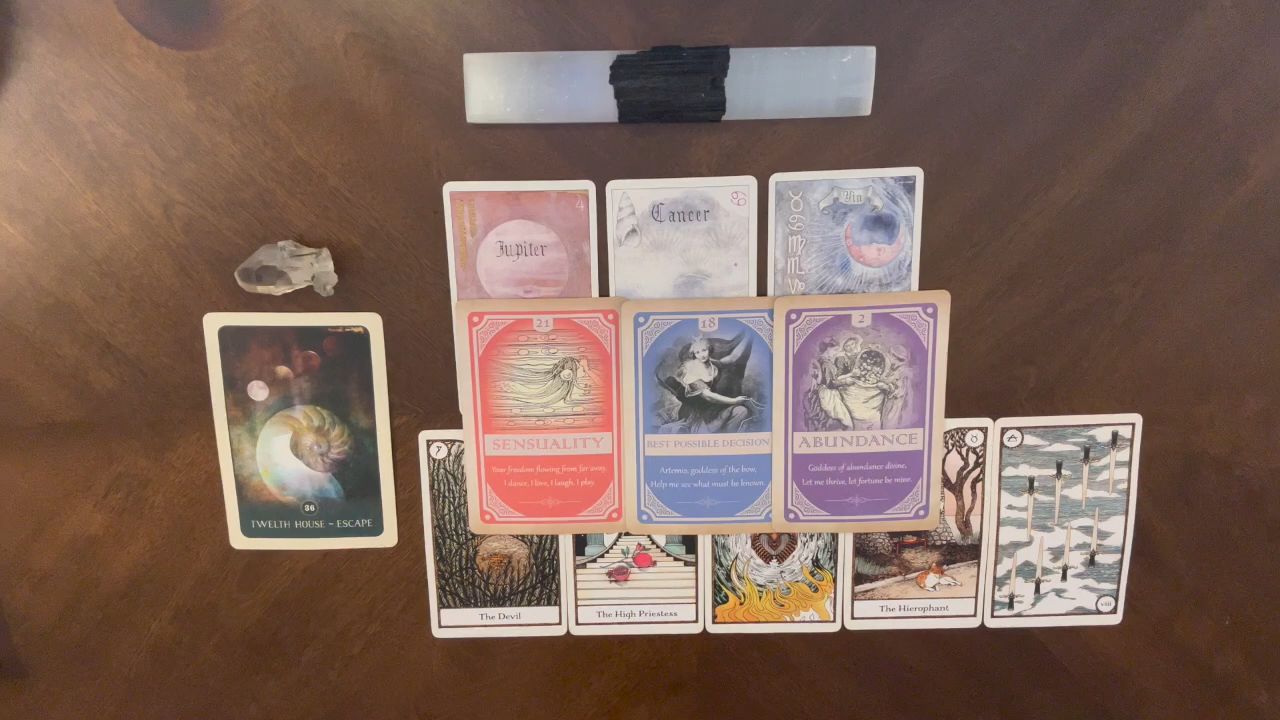 4
Jupiter
Cancer
♋
Yin
♉
♋
♍
♏
21
SENSUALITY
Your freedom flowing from far away,
I dance, I love, I laugh, I play.
18
BEST POSSIBLE DECISION
Artemis, goddess of the bow,
Help me see what must be known.
2
ABUNDANCE
Goddess of abundance divine,
Let me thrive, let fortune be mine.
36
TWELTH HOUSE ~ ESCAPE
The Devil
The High Priestess
♉
The Hierophant
VIII